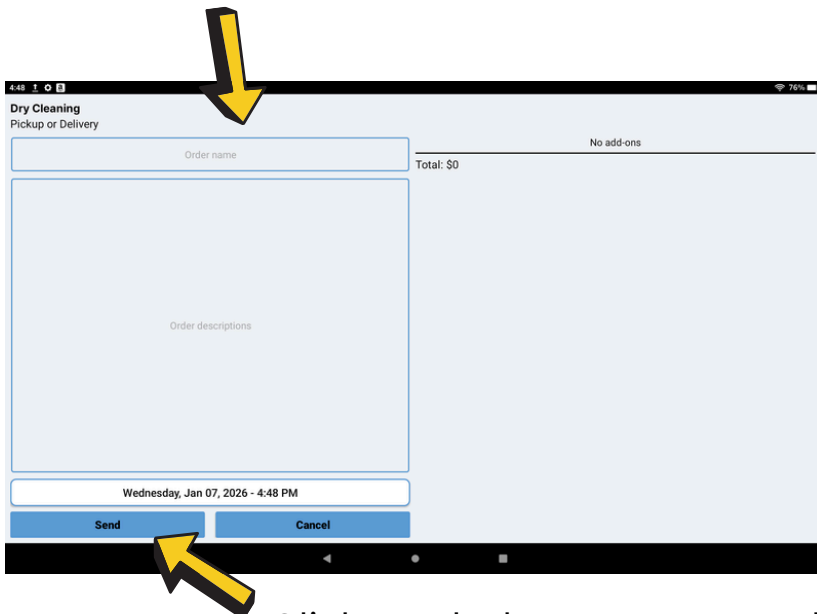 4:48
76%
Dry Cleaning
Pickup or Delivery
Order name
No add-ons
Total: $0
Order descriptions
Wednesday, Jan 07, 2026 - 4:48 PM
Send
Cancel